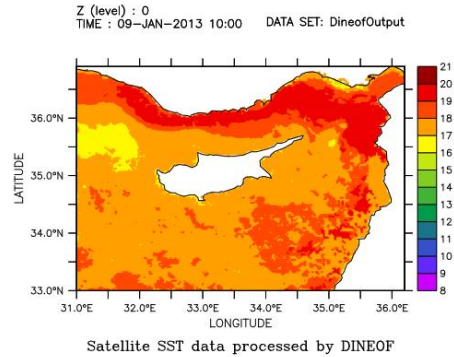 Z (level) : 0
TIME : 09-JAN-2013 10:00
DATA SET: DineofOutput
21
20
19
18
17
16
15
14
13
12
11
10
9
8
36.0°N
35.0°N
34.0°N
33.0°N
LATITUDE
31.0°E
32.0°E
33.0°E
34.0°E
35.0°E
36.0°E
LONGITUDE
Satellite SST data processed by DINEOF